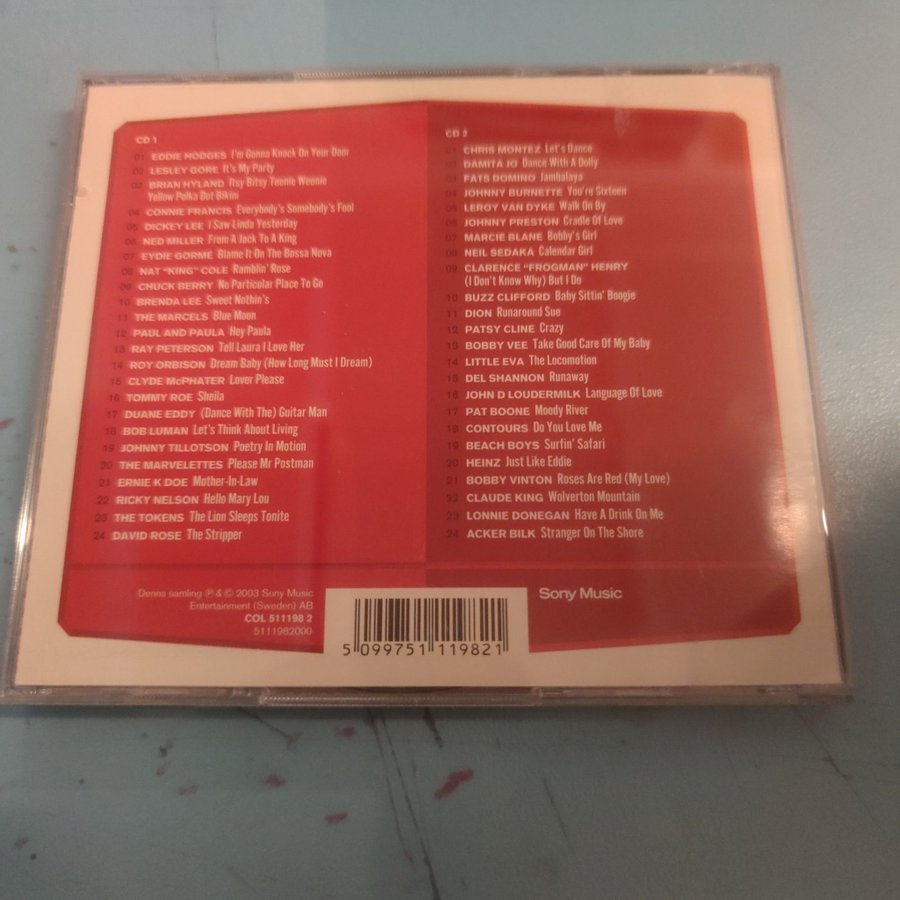 CD 1
01 EDDIE HODGES I'm Gonna Knock On Your Door
02 LESLEY GORE It's My Party
03 BRIAN HYLAND Itsy Bitsy Teenie Weenie
Yellow Polka Dot Bikini
04 CONNIE FRANCIS Everybody's Somebody's Fool
05 DICKEY LEE I Saw Linda Yesterday
06 NED MILLER From A Jack To A King
07 EYDIE GORMÉ Blame It On The Bossa Nova
08 NAT "KING" COLE Ramblin' Rose
09 CHUCK BERRY No Particular Place To Go
10 BRENDA LEE Sweet Nothin's
11 THE MARCELS Blue Moon
12 PAUL AND PAULA Hey Paula
13 RAY PETERSON Tell Laura I Love Her
14 ROY ORBISON Dream Baby (How Long Must I Dream)
15 CLYDE McPHATER Lover Please
16 TOMMY ROE Sheila
17 DUANE EDDY (Dance With The) Guitar Man
18 BOB LUMAN Let's Think About Living
19 JOHNNY TILLOTSON Poetry In Motion
20 THE MARVELETTES Please Mr Postman
21 ERNIE K DOE Mother-In-Law
22 RICKY NELSON Hello Mary Lou
23 THE TOKENS The Lion Sleeps Tonite
24 DAVID ROSE The Stripper
CD 2
01 CHRIS MONTEZ Let's Dance
02 DAMITA JO Dance With A Dolly
03 FATS DOMINO Jambalaya
04 JOHNNY BURNETTE You're Sixteen
05 LEROY VAN DYKE Walk On By
06 JOHNNY PRESTON Cradle Of Love
07 MARCIE BLANE Bobby's Girl
08 NEIL SEDAKA Calendar Girl
09 CLARENCE "FROGMAN" HENRY
(I Don't Know Why) But I Do
10 BUZZ CLIFFORD Baby Sittin' Boogie
11 DION Runaround Sue
12 PATSY CLINE Crazy
13 BOBBY VEE Take Good Care Of My Baby
14 LITTLE EVA The Locomotion
15 DEL SHANNON Runaway
16 JOHN D LOUDERMILK Language Of Love
17 PAT BOONE Moody River
18 CONTOURS Do You Love Me
19 BEACH BOYS Surfin' Safari
20 HEINZ Just Like Eddie
21 BOBBY VINTON Roses Are Red (My Love)
22 CLAUDE KING Wolverton Mountain
23 LONNIE DONEGAN Have A Drink On Me
24 ACKER BILK Stranger On The Shore
Denna samling ℗ & © 2003 Sony Music
Entertainment (Sweden) AB
COL 511198 2
5111982000
5 099751 119821
Sony Music